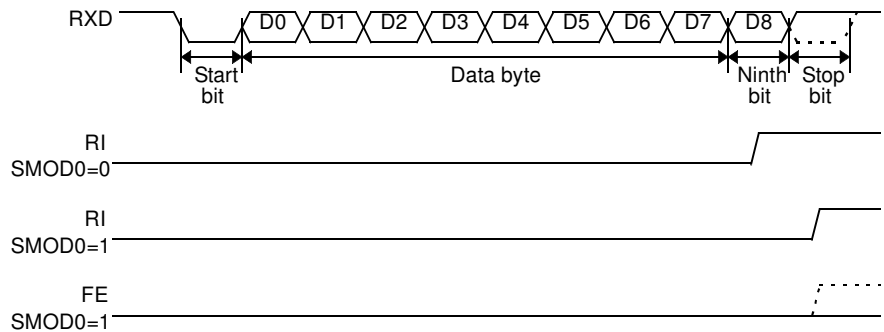 RXD D0 D1 D2 D3 D4 D5 D6 D7 D8
Start bit
Data byte
Ninth bit
Stop bit
RI
SMOD0=0
RI
SMOD0=1
FE
SMOD0=1